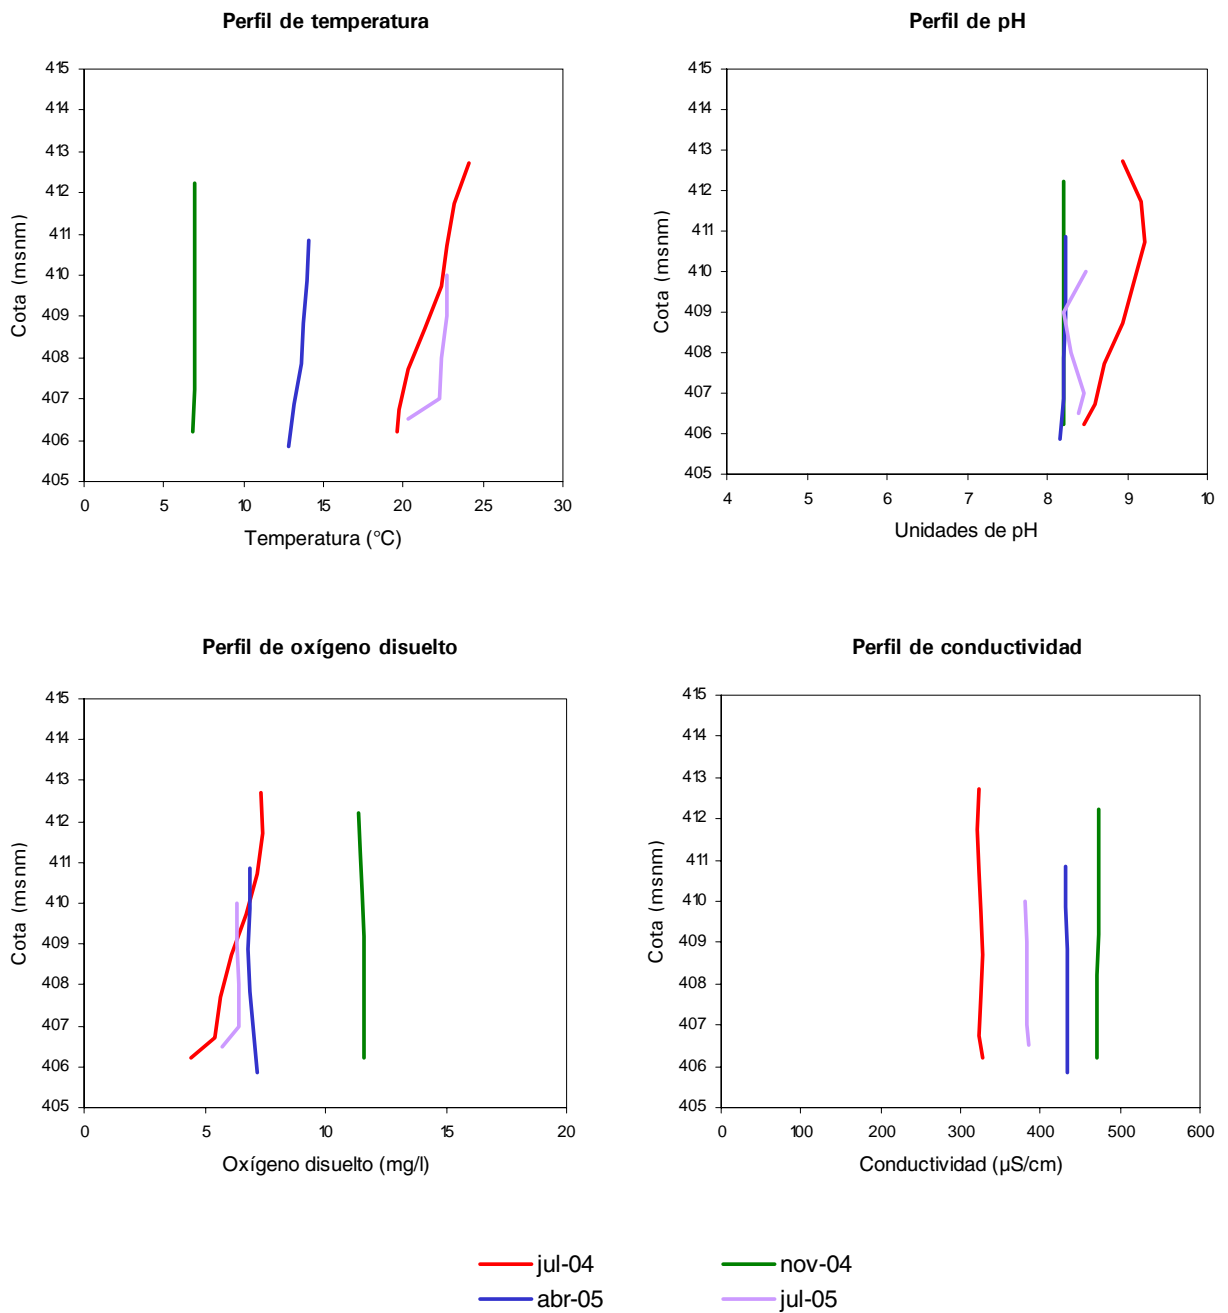 Perfil de temperatura
415
414
413
412
411
410
409
408
407
406
405
Cota (msnm)
0 5 10 15 20 25 30
Temperatura (°C)
Perfil de pH
415
414
413
412
411
410
409
408
407
406
405
Cota (msnm)
4 5 6 7 8 9 10
Unidades de pH
Perfil de oxígeno disuelto
415
414
413
412
411
410
409
408
407
406
405
Cota (msnm)
0 5 10 15 20
Oxígeno disuelto (mg/l)
Perfil de conductividad
415
414
413
412
411
410
409
408
407
406
405
Cota (msnm)
0 100 200 300 400 500 600
Conductividad (µS/cm)
jul-04 nov-04
abr-05 jul-05